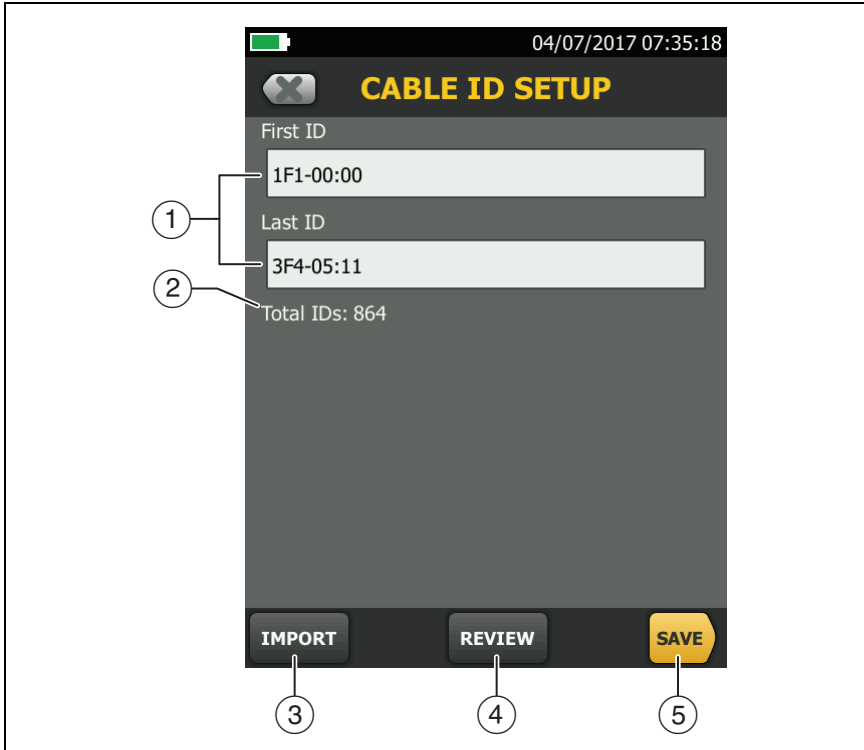 04/07/2017 07:35:18
CABLE ID SETUP
First ID
1F1-00:00
1
Last ID
3F4-05:11
2
Total IDs: 864
IMPORT
REVIEW
SAVE
3
4
5